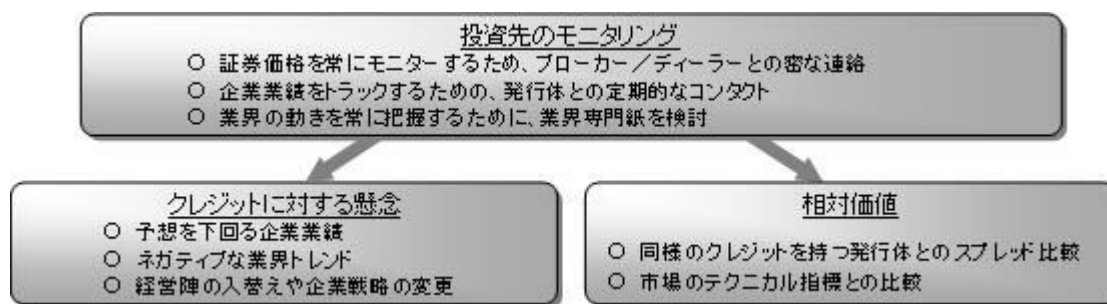 投資先のモニタリング
○ 証券価格を常にモニターするため、ブローカー／ディーラーとの密な連絡
○ 企業業績をトラックするための、発行体との定期的なコンタクト
○ 業界の動きを常に把握するために、業界専門紙を検討
クレジットに対する懸念
○ 予想を下回る企業業績
○ ネガティブな業界トレンド
○ 経営陣の入替えや企業戦略の変更
相対価値
○ 同様のクレジットを持つ発行体とのスプレッド比較
○ 市場のテクニカル指標との比較